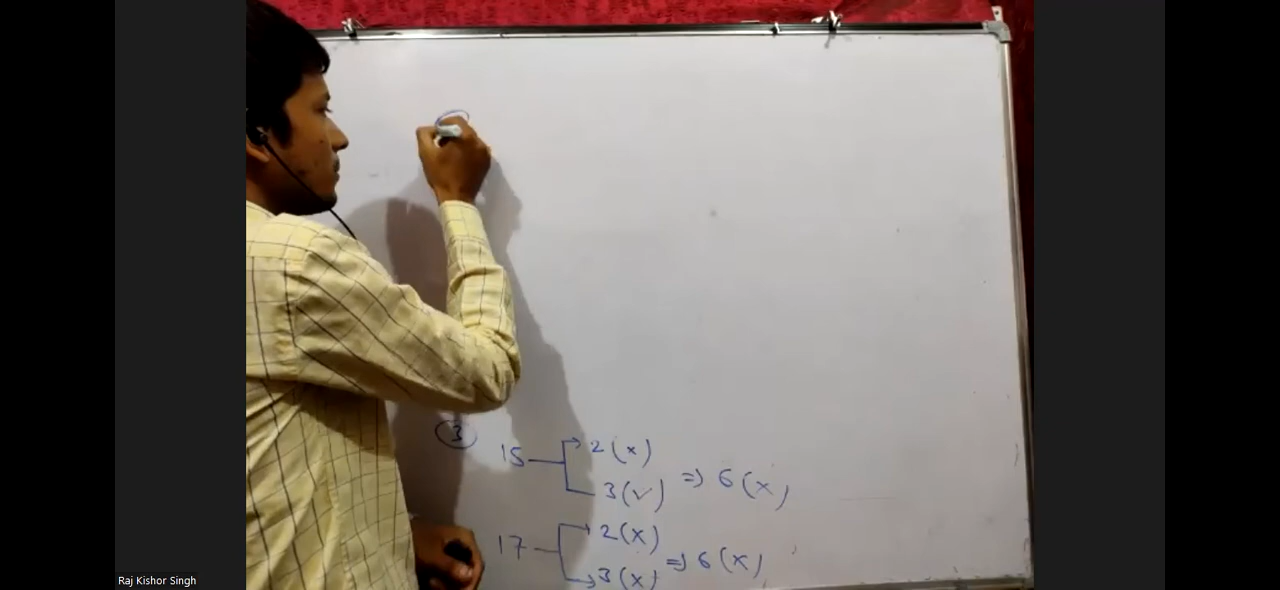 ③
15 → 2(x)
3(✓) ⇒ 6(x)
17 → 2(x)
→ 3(x) ⇒ 6(x)
Raj Kishor Singh